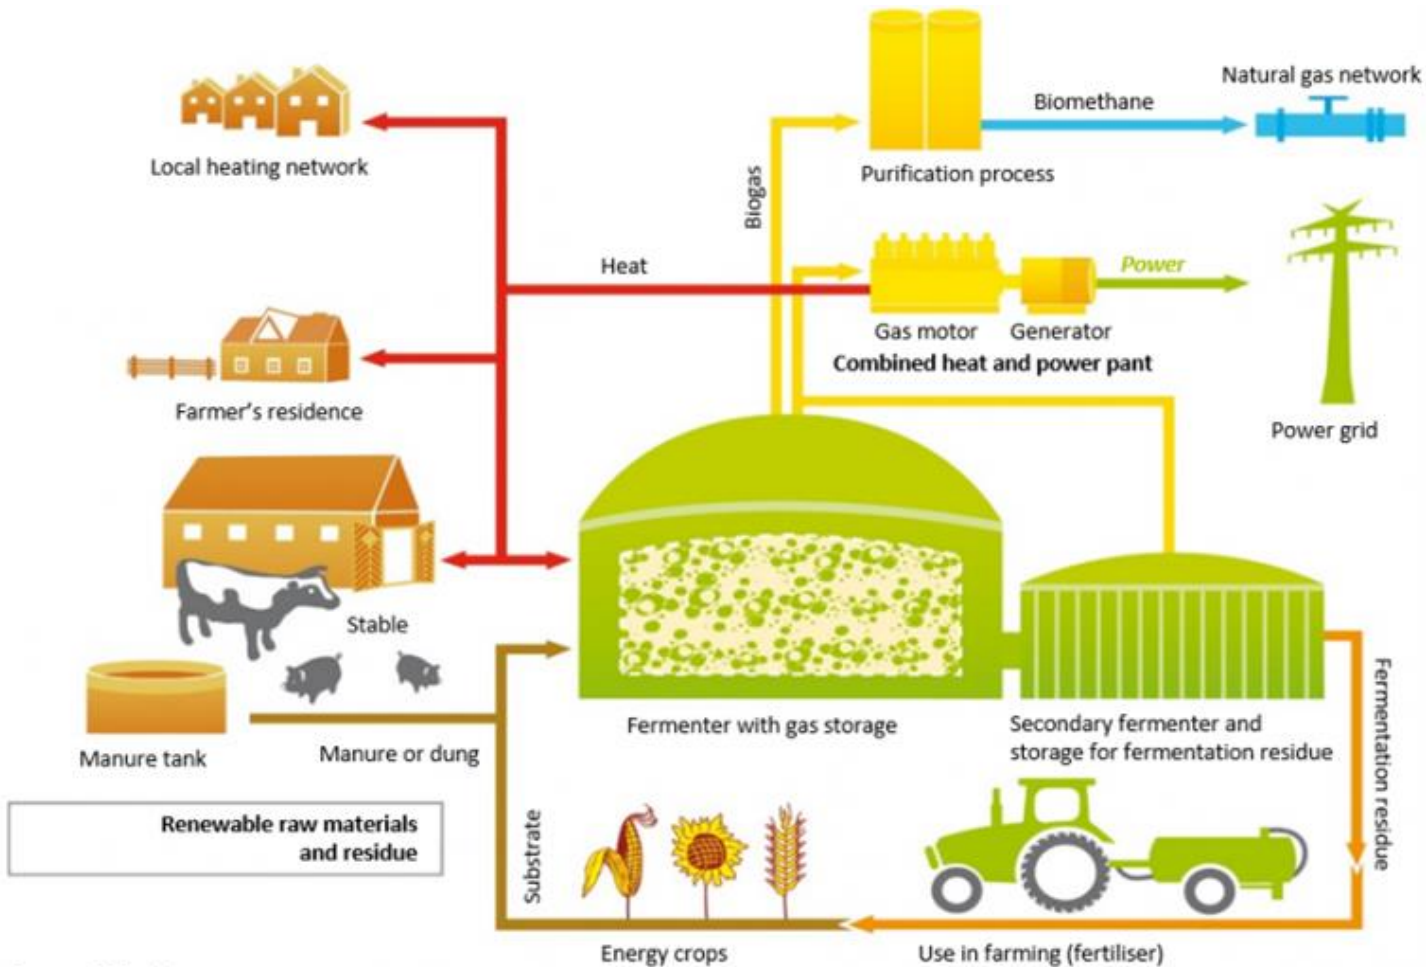 Natural gas network
Biomethane
Local heating network
Purification process
Biogas
Heat
Power
Gas motor
Generator
Combined heat and power pant
Farmer's residence
Power grid
Stable
Fermenter with gas storage
Secondary fermenter and
storage for fermentation residue
Fermentation residue
Manure tank
Manure or dung
Renewable raw materials
and residue
Substrate
Energy crops
Use in farming (fertiliser)